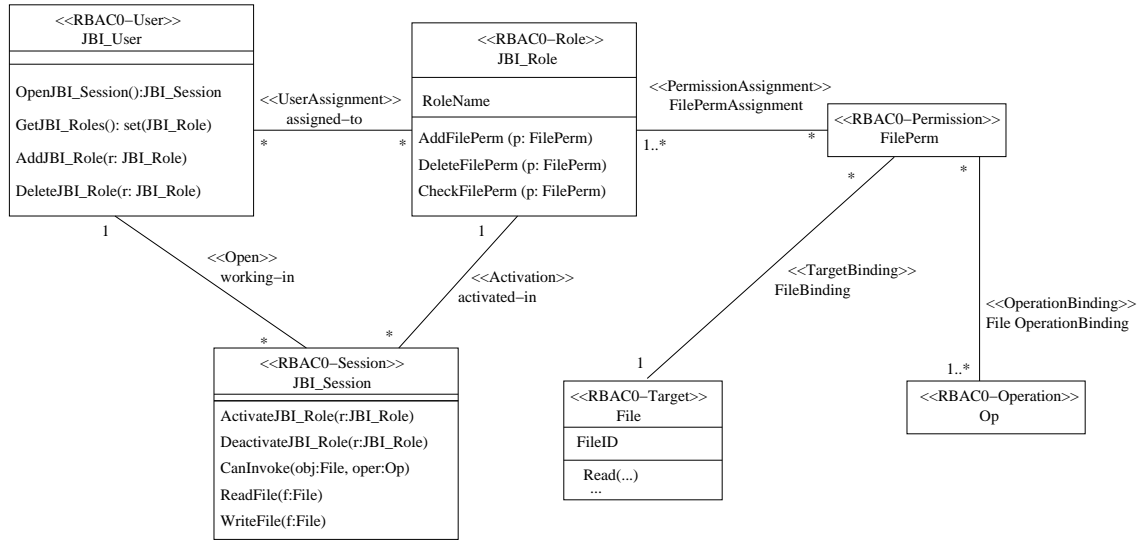 <<RBAC0−User>>
JBI_User
OpenJBI_Session():JBI_Session
GetJBI_Roles(): set(JBI_Role)
AddJBI_Role(r: JBI_Role)
DeleteJBI_Role(r: JBI_Role)
<<UserAssignment>>
assigned−to
*
*
<<RBAC0−Role>>
JBI_Role
RoleName
AddFilePerm (p: FilePerm)
DeleteFilePerm (p: FilePerm)
CheckFilePerm (p: FilePerm)
<<PermissionAssignment>>
FilePermAssignment
1..*
*
<<RBAC0−Permission>>
FilePerm
*
*
1
<<Open>>
working−in
*
1
<<Activation>>
activated−in
*
<<TargetBinding>>
FileBinding
1
<<OperationBinding>>
File OperationBinding
1..*
<<RBAC0−Session>>
JBI_Session
ActivateJBI_Role(r:JBI_Role)
DeactivateJBI_Role(r:JBI_Role)
CanInvoke(obj:File, oper:Op)
ReadFile(f:File)
WriteFile(f:File)
<<RBAC0−Target>>
File
FileID
Read(...)
...
<<RBAC0−Operation>>
Op